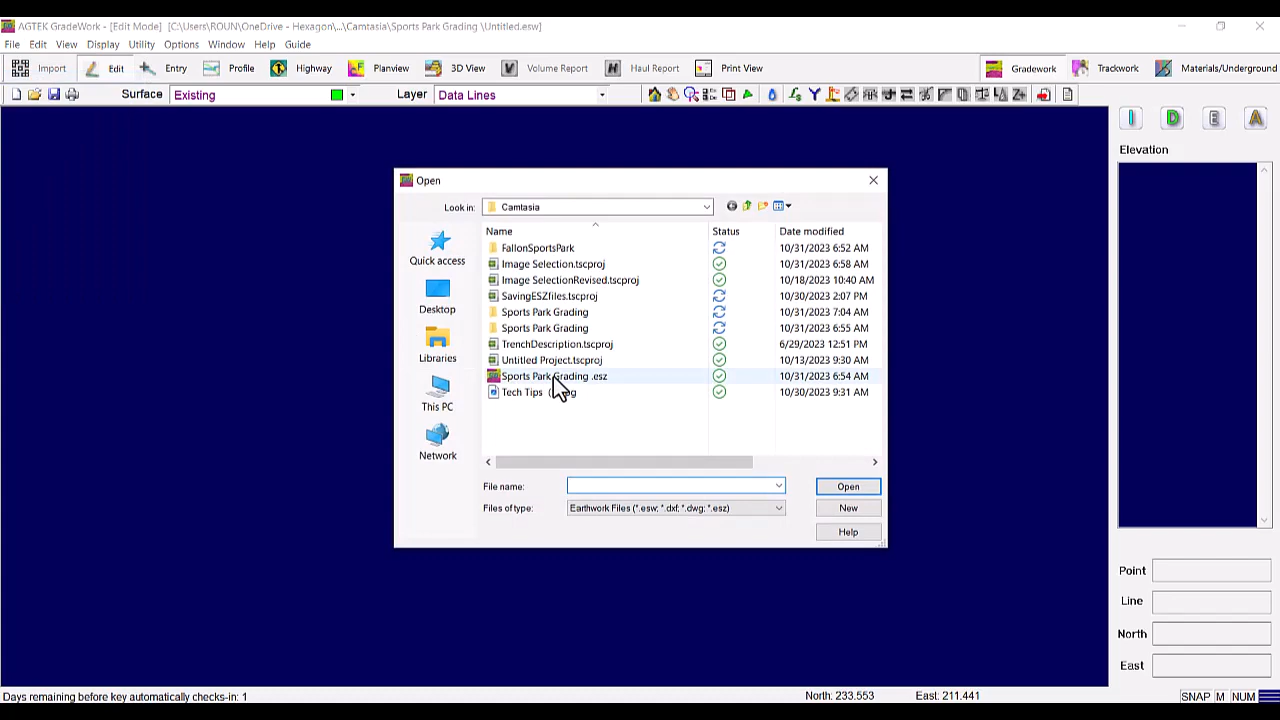 AGTEK GradeWork - [Edit Mode] [C:\Users\ROUN\OneDrive - Hexagon\...\Camtasia\Sports Park Grading \Untitled.esw]
File Edit View Display Utility Options Window Help Guide
Import Edit Entry Profile Highway Planview 3D View Volume Report Haul Report Print View Gradework Trackwork Materials/Underground
Surface Existing Layer Data Lines
I D E A
Elevation
Open
Look in: Camtasia
Name Status Date modified
FallonSportsPark 10/31/2023 6:52 AM
Image Selection.tscproj 10/31/2023 6:58 AM
Image SelectionRevised.tscproj 10/18/2023 10:40 AM
SavingESZfiles.tscproj 10/30/2023 2:07 PM
Sports Park Grading 10/31/2023 7:04 AM
Sports Park Grading 10/31/2023 6:55 AM
TrenchDescription.tscproj 6/29/2023 12:51 PM
Untitled Project.tscproj 10/13/2023 9:30 AM
Sports Park Grading .esz 10/31/2023 6:54 AM
Tech Tips 10/30/2023 9:31 AM
Quick access
Desktop
Libraries
This PC
Network
File name: Open
Files of type: Earthwork Files (*.esw; *.dxf; *.dwg; *.esz) New
Help
Point
Line
North
East
Days remaining before key automatically checks-in: 1 North: 233.553 East: 211.441 SNAP M NUM